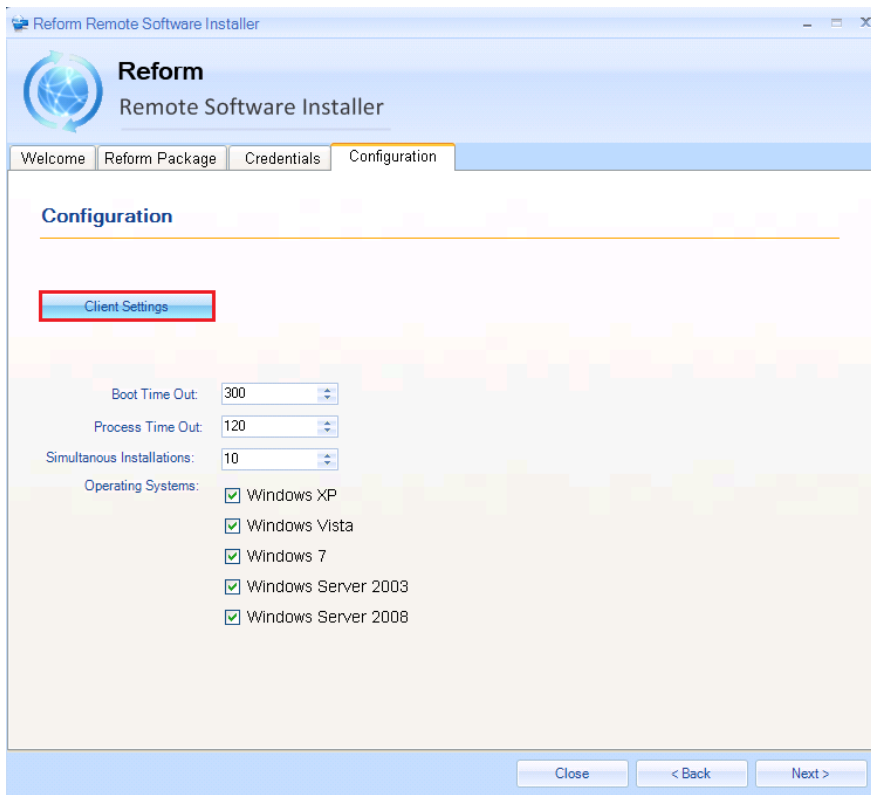 Reform Remote Software Installer
Reform
Remote Software Installer
Welcome
Reform Package
Credentials
Configuration
Configuration
Client Settings
Boot Time Out: 300
Process Time Out: 120
Simultanous Installations: 10
Operating Systems:
Windows XP
Windows Vista
Windows 7
Windows Server 2003
Windows Server 2008
Close
< Back
Next >